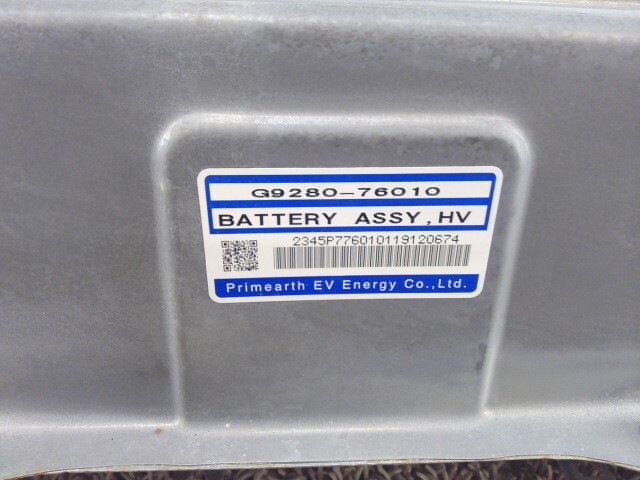 G9280-76010
BATTERY ASSY,HV
2345P776010119120674
Primearth EV Energy Co.,Ltd.